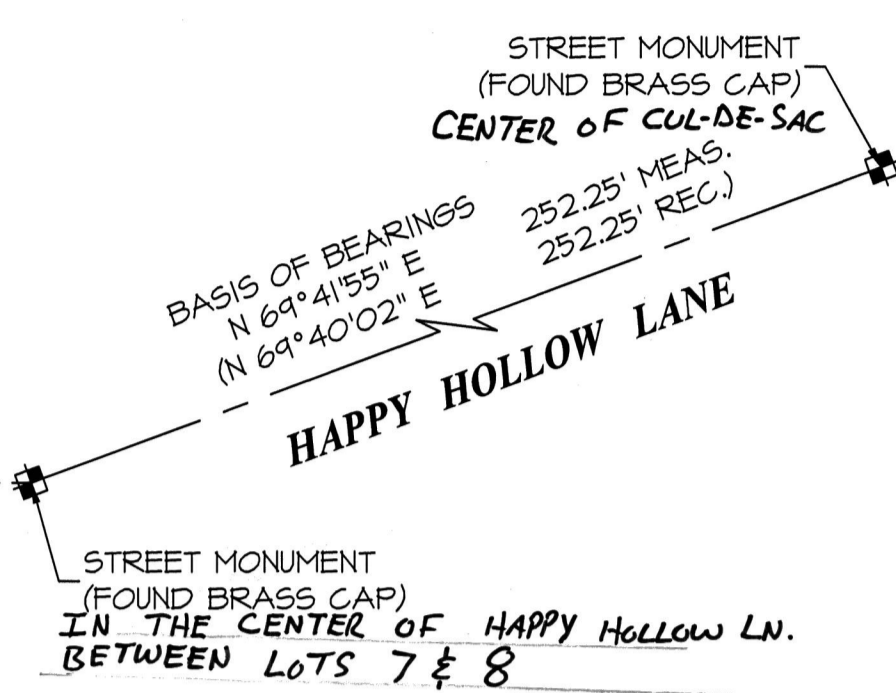 STREET MONUMENT
(FOUND BRASS CAP)
CENTER OF CUL-DE-SAC
BASIS OF BEARINGS
N 69°41'55" E
(N 69°40'02" E
252.25' MEAS.
252.25' REC.)
HAPPY HOLLOW LANE
STREET MONUMENT
(FOUND BRASS CAP)
IN THE CENTER OF HAPPY HOLLOW LN.
BETWEEN LOTS 7 & 8